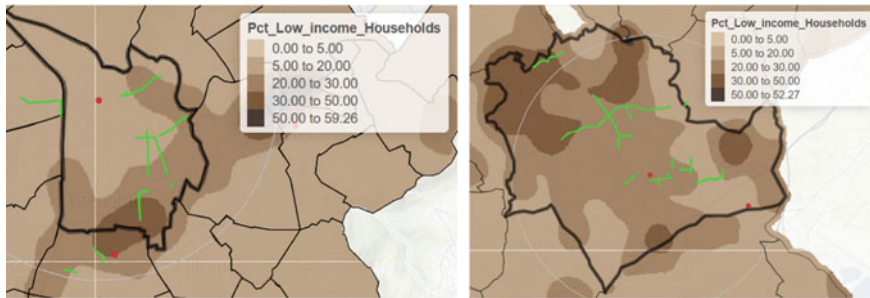 Pct_Low_income_Households
0.00 to 5.00
5.00 to 20.00
20.00 to 30.00
30.00 to 50.00
50.00 to 59.26
Pct_Low_income_Households
0.00 to 5.00
5.00 to 20.00
20.00 to 30.00
30.00 to 50.00
50.00 to 52.27